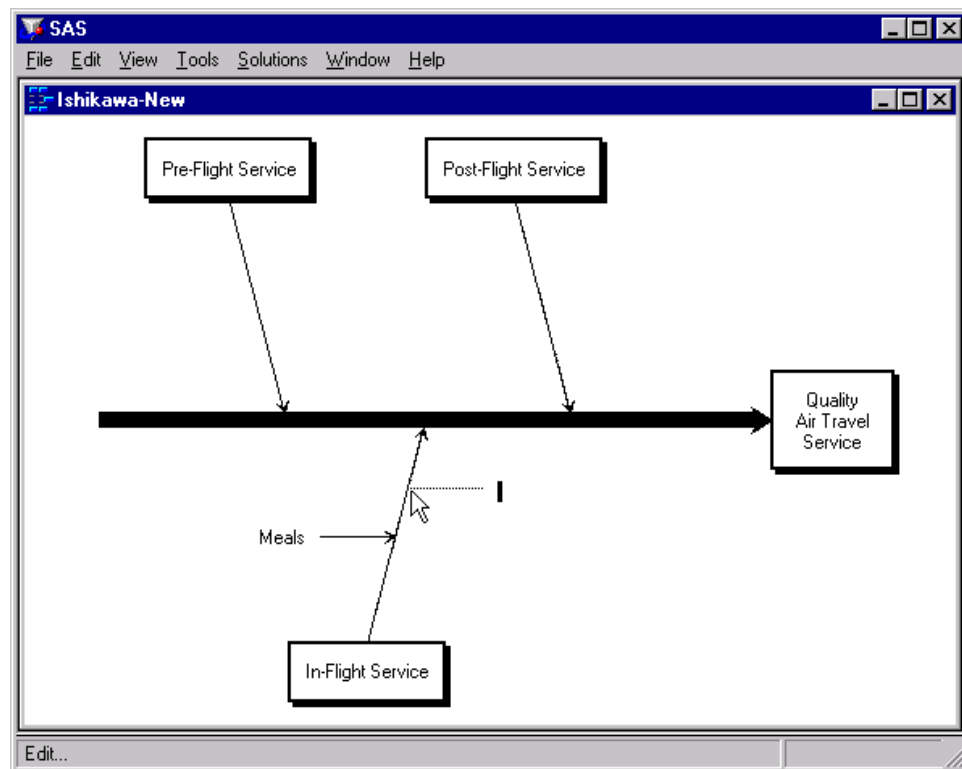 SAS
File Edit View Tools Solutions Window Help
Ishikawa-New
Pre-Flight Service
Post-Flight Service
Quality
Air Travel
Service
Meals
In-Flight Service
Edit...